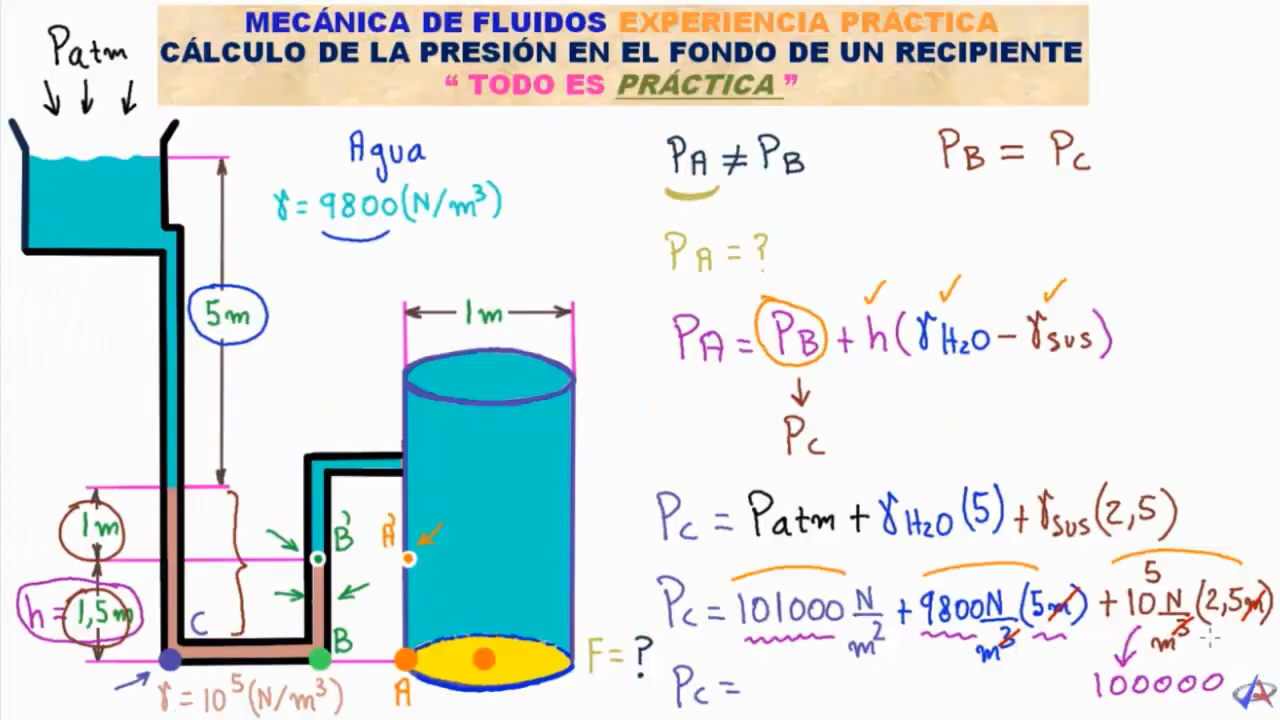 MECÁNICA DE FLUIDOS EXPERIENCIA PRÁCTICA
CÁLCULO DE LA PRESIÓN EN EL FONDO DE UN RECIPIENTE
“ TODO ES PRÁCTICA ”
Patm
Agua
γ = 9800 (N/m³)
5m
1m
1m
h = 1,5m
C
B'
B
A'
A
F = ?
γ = 10⁵ (N/m³)
PA ≠ PB
PB = PC
PA = ?
PA = PB + h (γH2O - γsus)
PC
PC = Patm + γH2O (5) + γsus (2,5)
PC = 101000 N/m² + 9800 N/m³ (5m) + 10⁵ N/m³ (2,5m)
PC =
100000